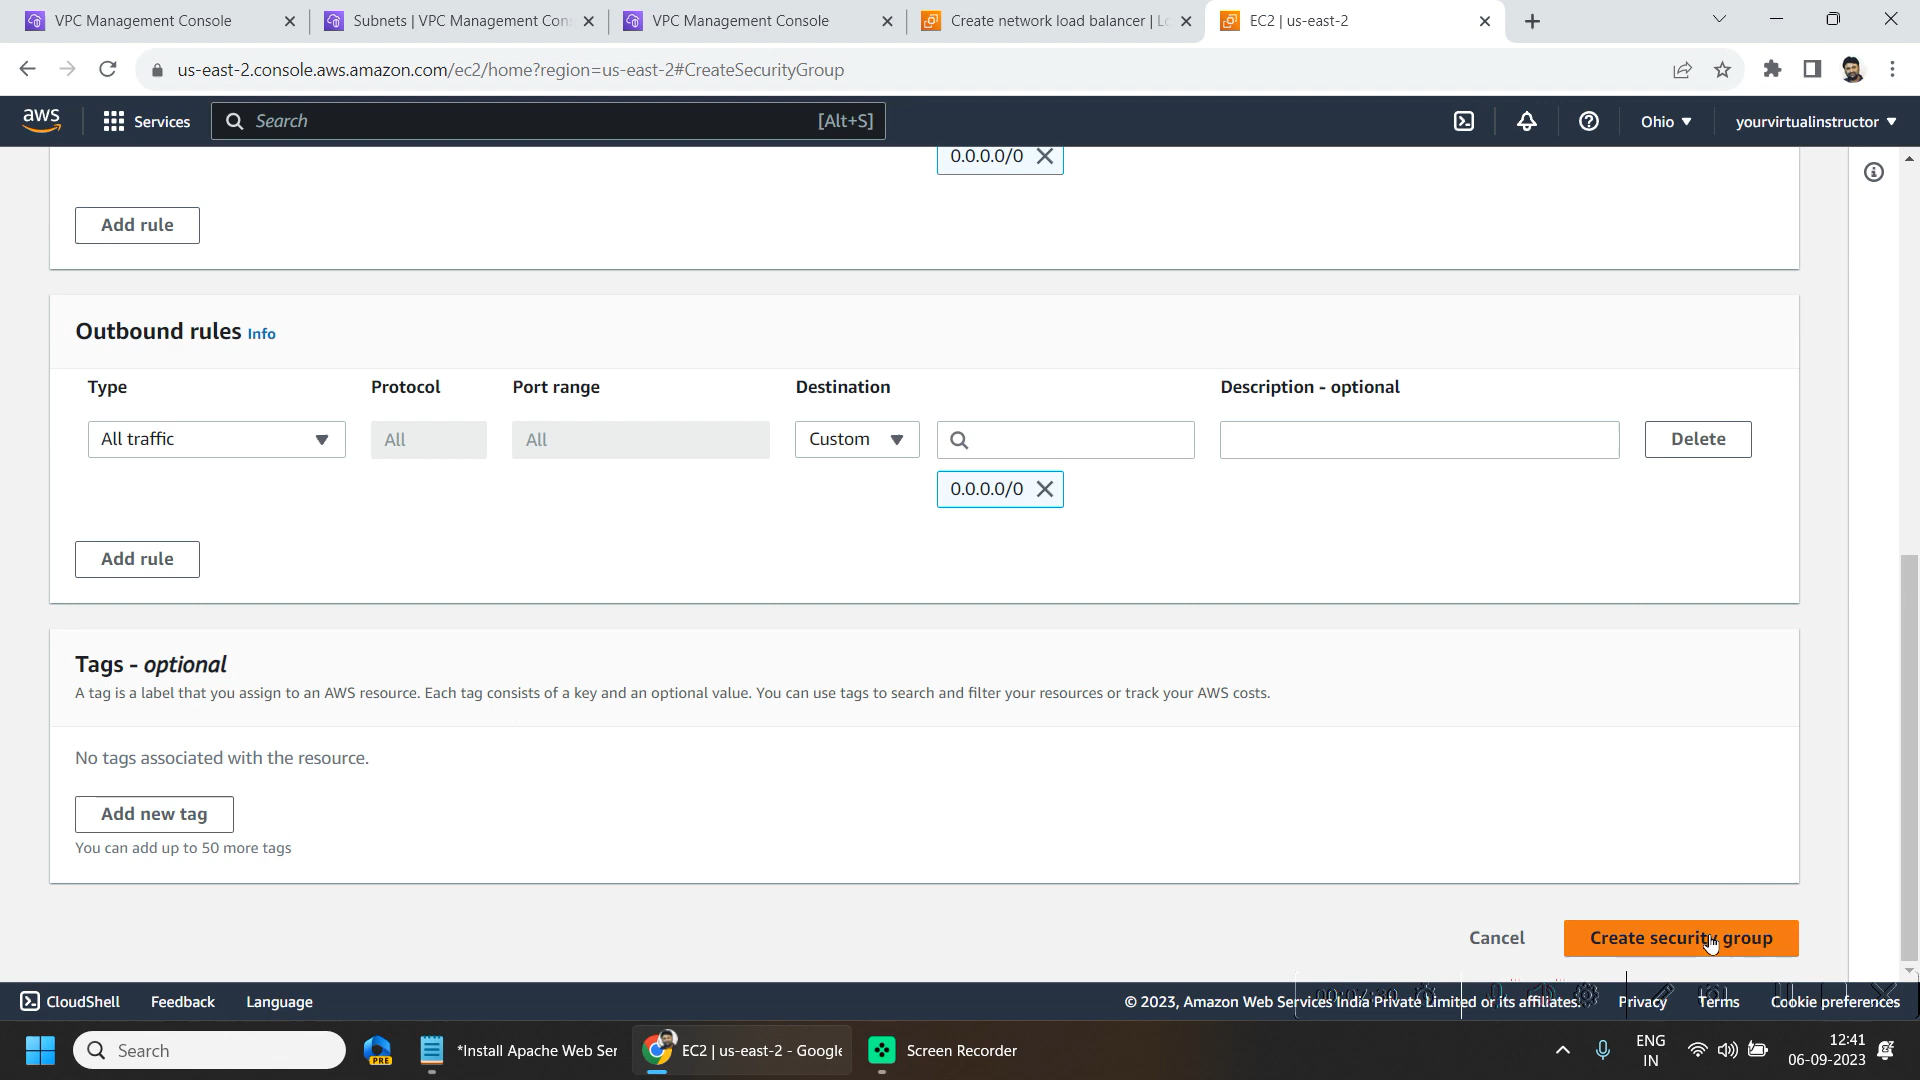 VPC Management Console
Subnets | VPC Management Con
VPC Management Console
Create network load balancer | Lo
EC2 | us-east-2
us-east-2.console.aws.amazon.com/ec2/home?region=us-east-2#CreateSecurityGroup
aws
Services
Search
[Alt+S]
Ohio
yourvirtualinstructor
0.0.0.0/0
Add rule
Outbound rules Info
Type
Protocol
Port range
Destination
Description - optional
All traffic
All
All
Custom
Delete
0.0.0.0/0
Add rule
Tags - optional
A tag is a label that you assign to an AWS resource. Each tag consists of a key and an optional value. You can use tags to search and filter your resources or track your AWS costs.
No tags associated with the resource.
Add new tag
You can add up to 50 more tags
Cancel
Create security group
CloudShell
Feedback
Language
© 2023, Amazon Web Services India Private Limited or its affiliates.
Privacy
Terms
Cookie preferences
Search
PRE
*Install Apache Web Ser
EC2 | us-east-2 - Google
Screen Recorder
ENG
IN
12:41
06-09-2023